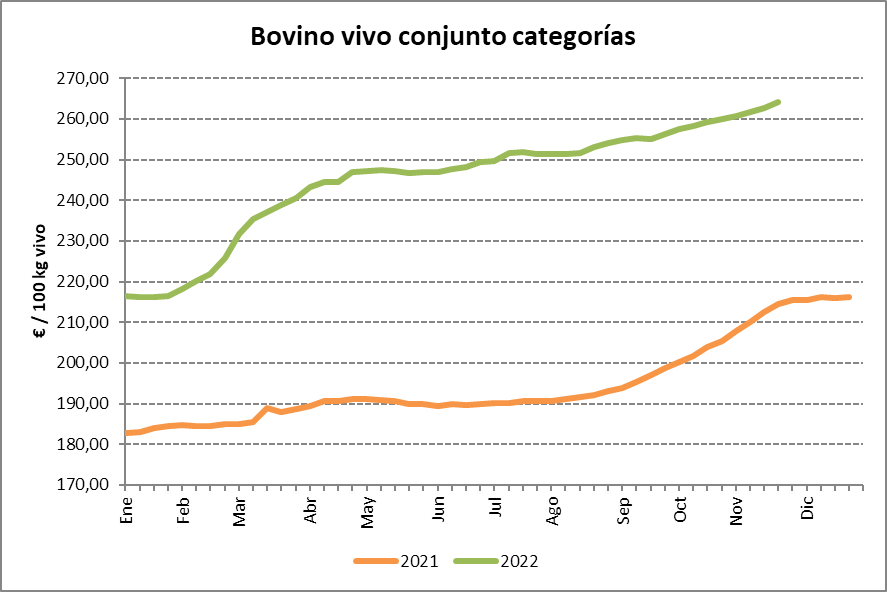 Bovino vivo conjunto categorías
€ / 100 kg vivo
270,00
260,00
250,00
240,00
230,00
220,00
210,00
200,00
190,00
180,00
170,00
Ene
Feb
Mar
Abr
May
Jun
Jul
Ago
Sep
Oct
Nov
Dic
2021
2022